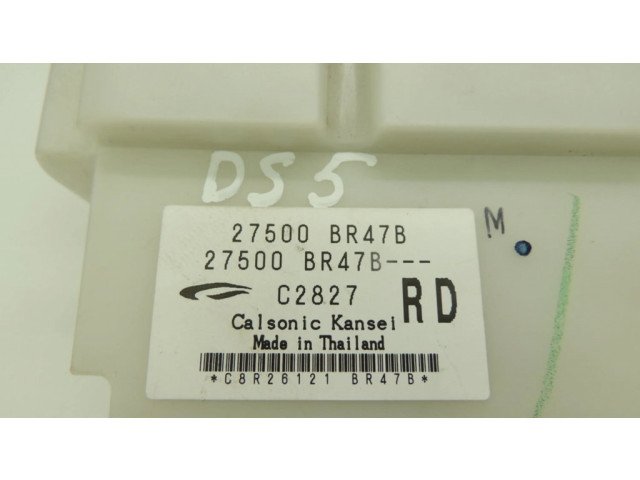 DS5
M
27500 BR47B
27500 BR47B---
C2827 RD
Calsonic Kansei
Made in Thailand
*C8R26121 BR47B*